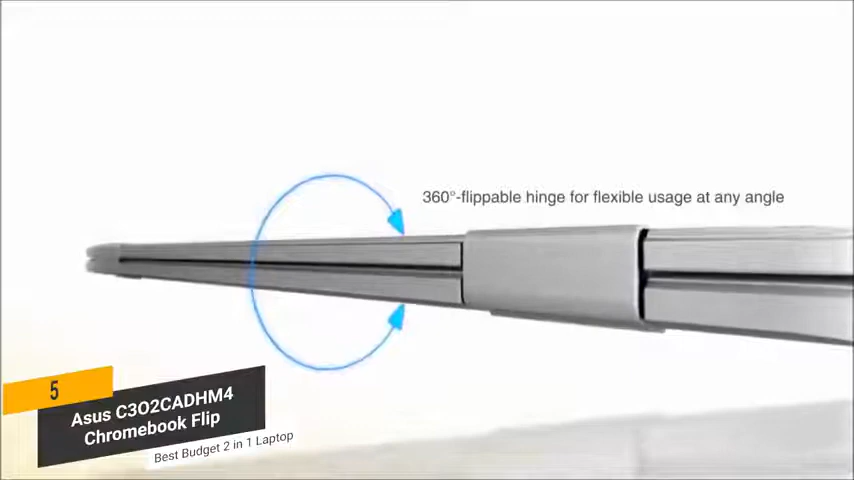 360°-flippable hinge for flexible usage at any angle
5
Asus C3O2CADHM4
Chromebook Flip
Best Budget 2 in 1 Laptop